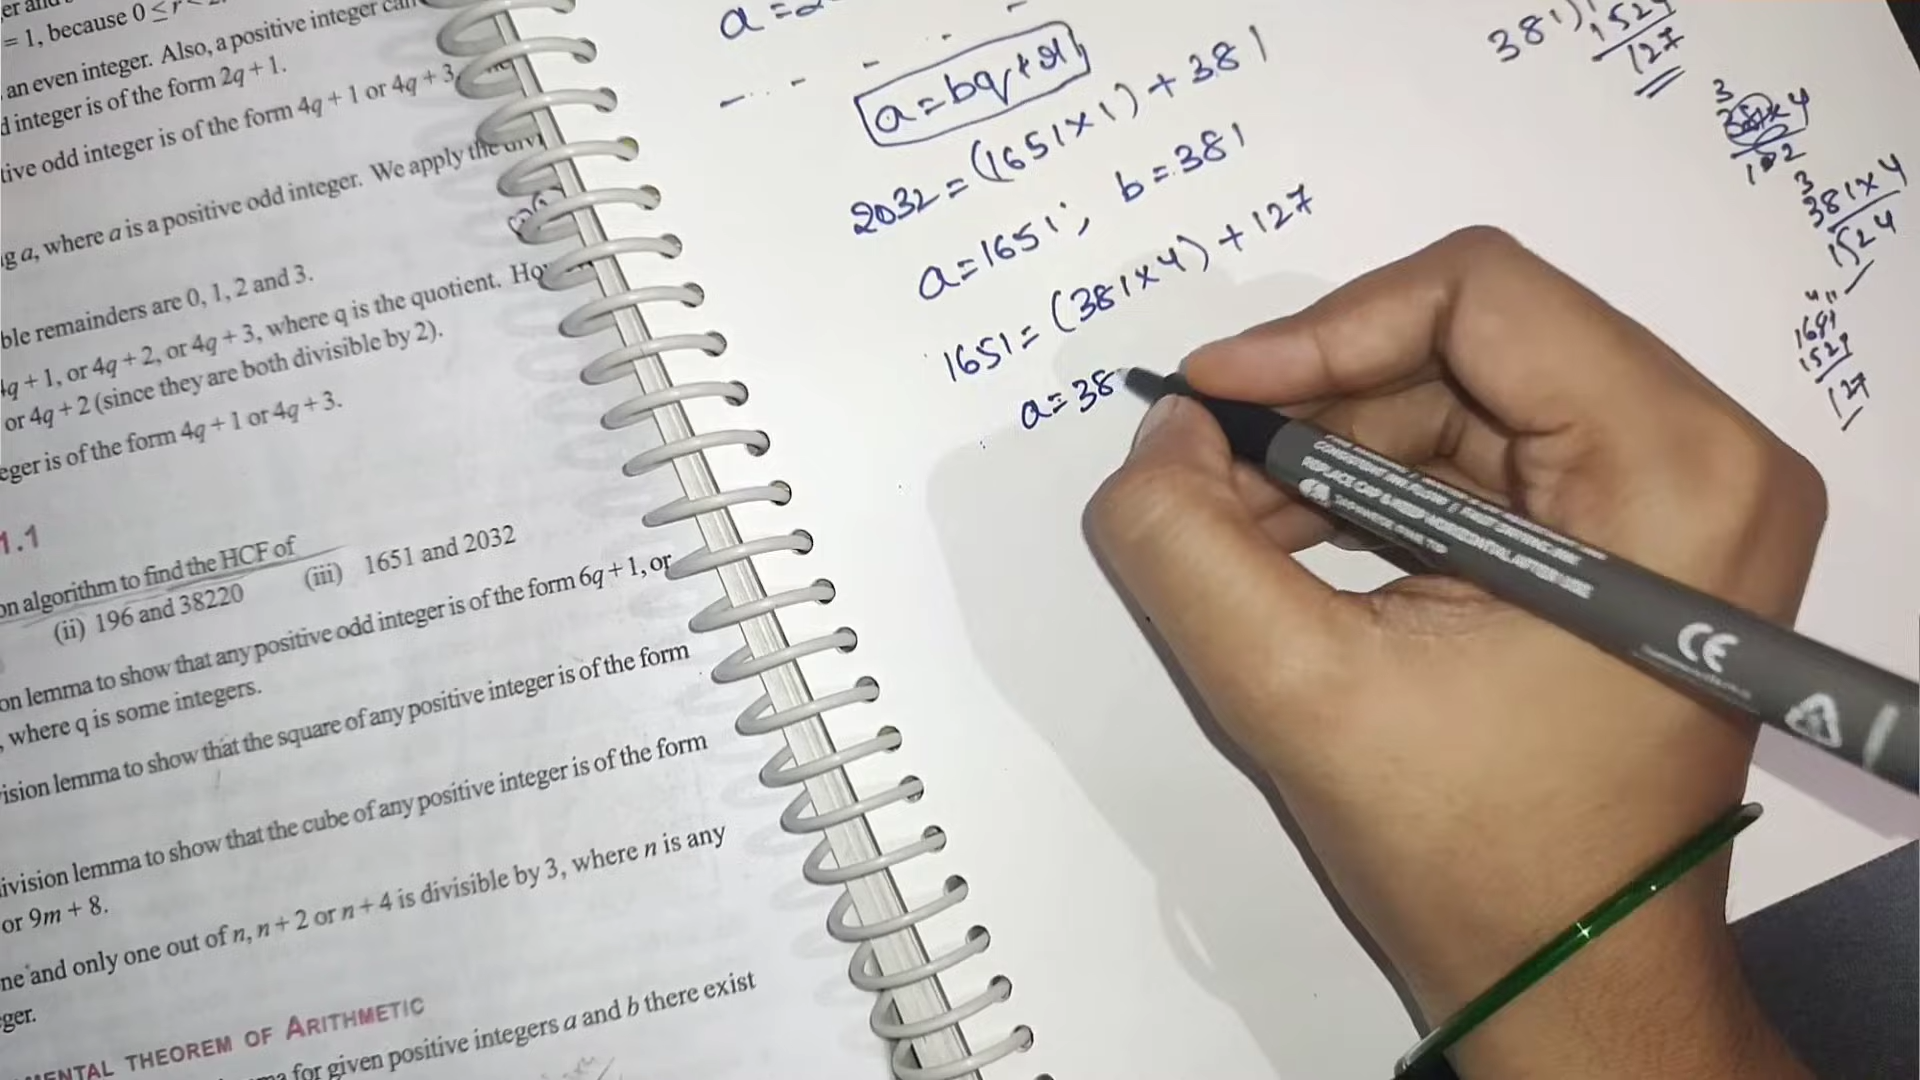 = 1, because 0 ≤ r <
an even integer. Also, a positive integer can
integer is of the form 2q + 1.
tive odd integer is of the form 4q + 1 or 4q + 3.
g a, where a is a positive odd integer. We apply the
ble remainders are 0, 1, 2 and 3.
4q + 1, or 4q + 2, or 4q + 3, where q is the quotient.
or 4q + 2 (since they are both divisible by 2).
eger is of the form 4q + 1 or 4q + 3.
1.1
on algorithm to find the HCF of
(ii) 196 and 38220 (iii) 1651 and 2032
on lemma to show that any positive odd integer is of the form 6q + 1, or
, where q is some integers.
ision lemma to show that the square of any positive integer is of the form
ivision lemma to show that the cube of any positive integer is of the form
or 9m + 8.
ne and only one out of n, n + 2 or n + 4 is divisible by 3, where n is any
ger.
MENTAL THEOREM OF ARITHMETIC
for given positive integers a and b there exist
a = 2
a = bq + r
2032 = (1651 x 1) + 381
a = 1651 ; b = 381
1651 = (381 x 4) + 127
a = 38
381)
1524
127
381 x 4
1524
1524
127
CE